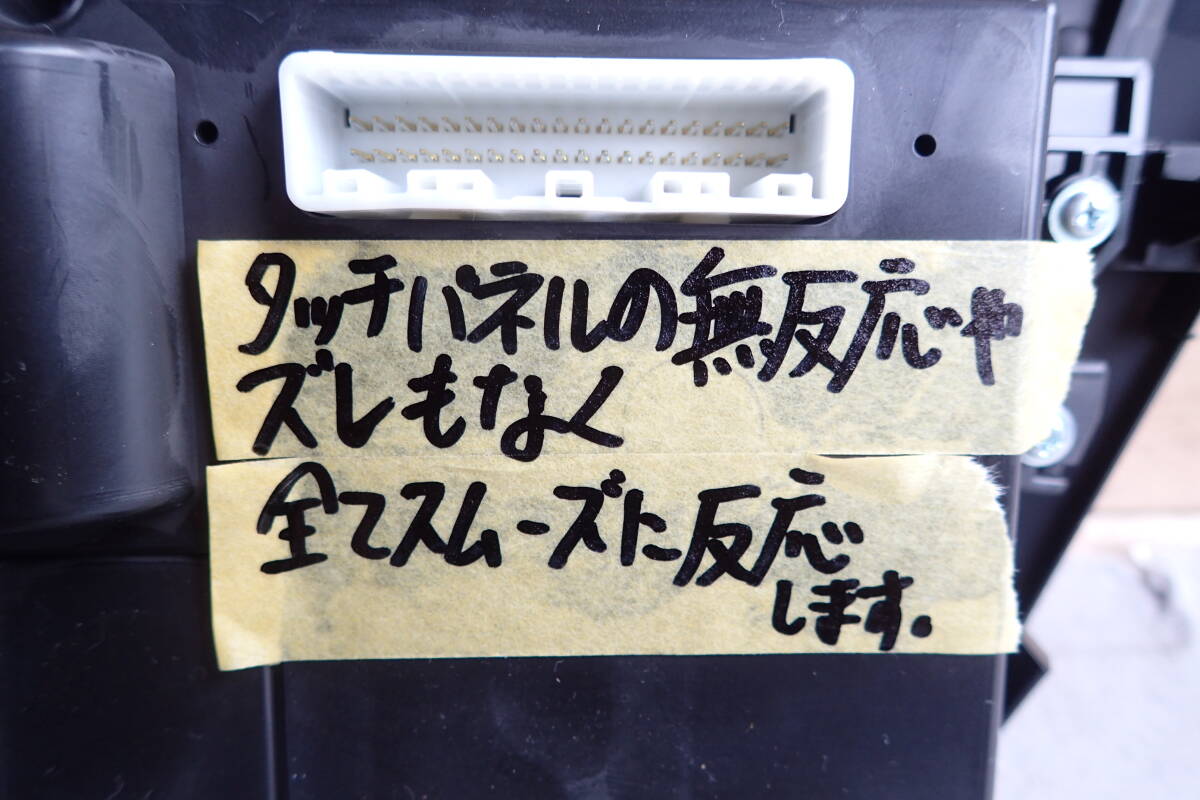 タッチパネルの無反応や
ズレもなく
全てスムーズに反応
します。